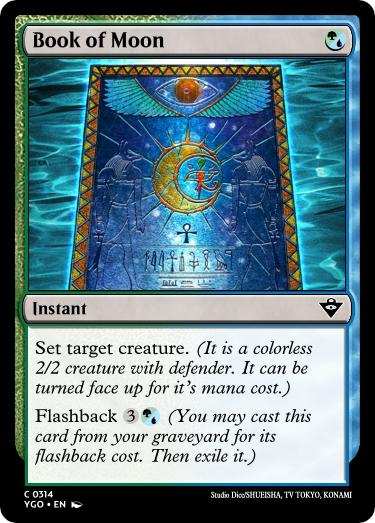 Book of Moon
Instant
Set target creature. (It is a colorless
2/2 creature with defender. It can be
turned face up for it's mana cost.)
Flashback 3 (You may cast this
card from your graveyard for its
flashback cost. Then exile it.)
C 0314
YGO • EN
Studio Dice/SHUEISHA, TV TOKYO, KONAMI